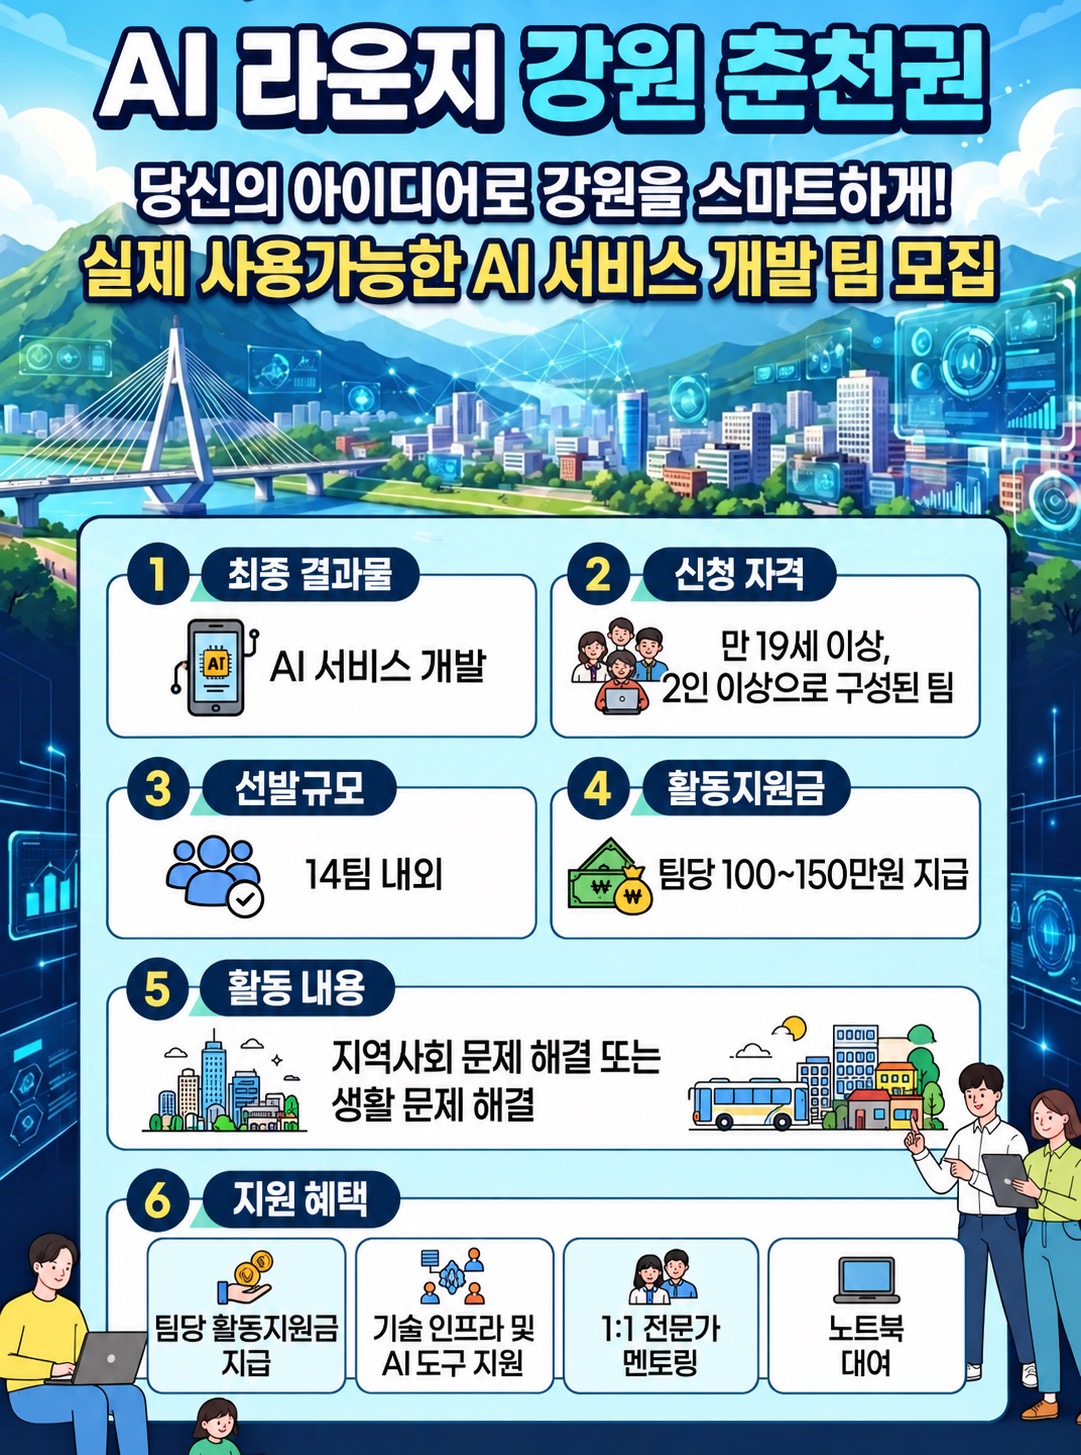 AI 라운지 강원 춘천권
당신의 아이디어로 강원을 스마트하게!
실제 사용가능한 AI 서비스 개발 팀 모집
1 최종 결과물
AI
AI 서비스 개발
2 신청 자격
만 19세 이상,
2인 이상으로 구성된 팀
3 선발규모
14팀 내외
4 활동지원금
₩ ₩
팀당 100~150만원 지급
5 활동 내용
지역사회 문제 해결 또는
생활 문제 해결
6 지원 혜택
팀당 활동지원금
지급
기술 인프라 및
AI 도구 지원
1:1 전문가
멘토링
노트북
대여